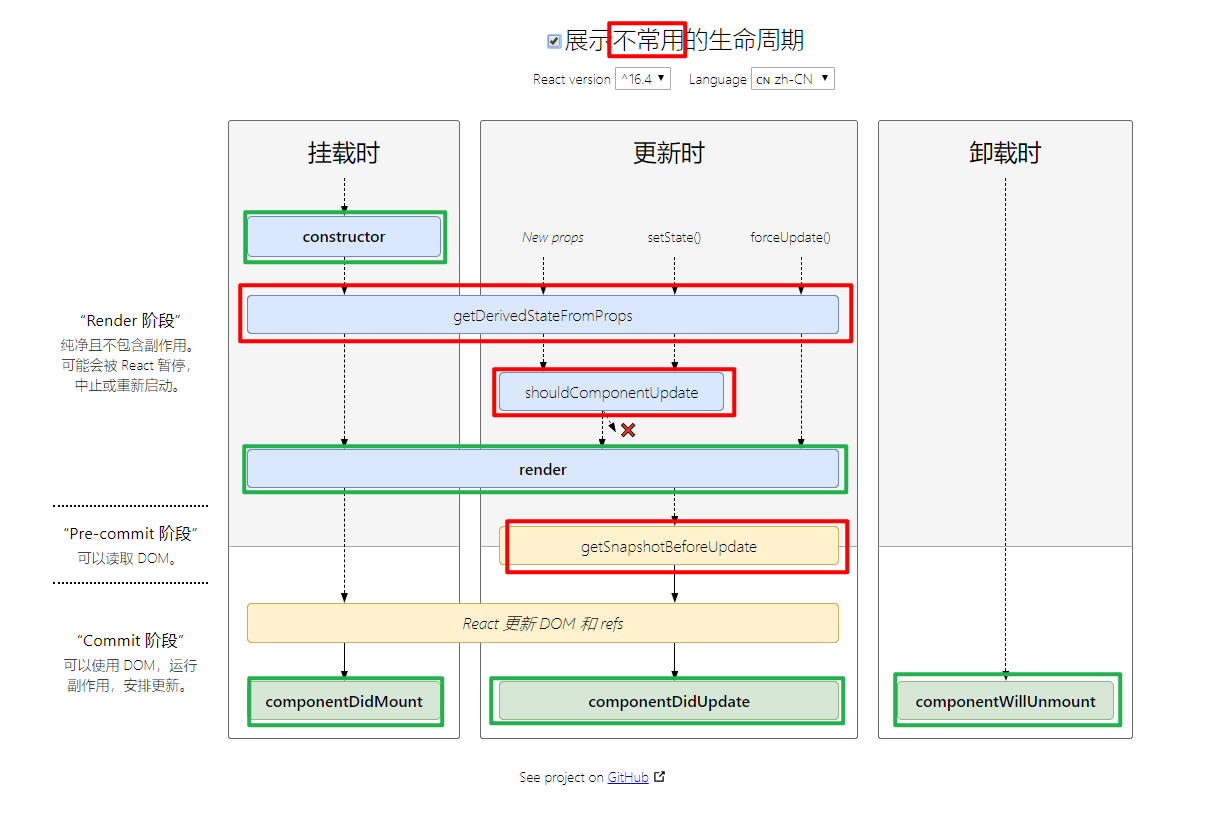 展示不常用的生命周期
React version ^16.4 Language CN zh-CN
挂载时
更新时
卸载时
constructor
New props setState() forceUpdate()
“Render 阶段”
纯净且不包含副作用。
可能会被 React 暂停，
中止或重新启动。
getDerivedStateFromProps
shouldComponentUpdate
render
“Pre-commit 阶段”
可以读取 DOM。
getSnapshotBeforeUpdate
React 更新 DOM 和 refs
“Commit 阶段”
可以使用 DOM，运行
副作用，安排更新。
componentDidMount
componentDidUpdate
componentWillUnmount
See project on GitHub